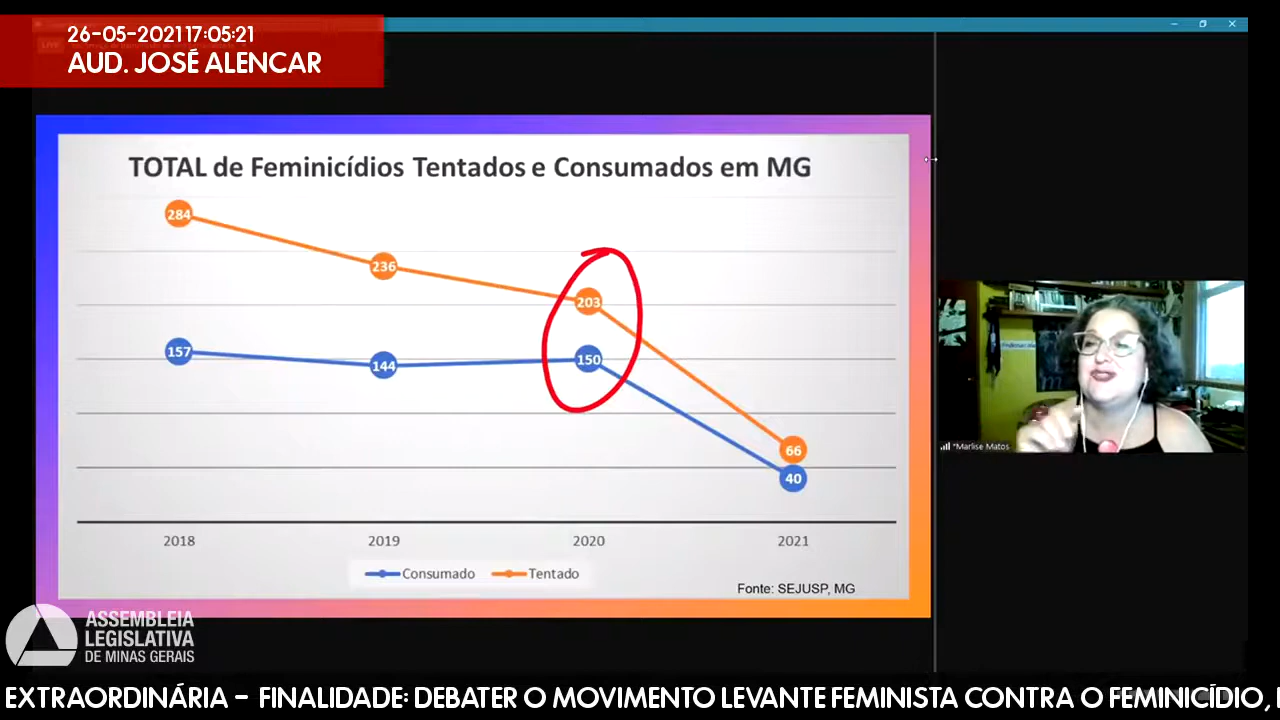 26-05-2021 17:05:21
AUD. JOSÉ ALENCAR
LIVE
TOTAL de Feminicídios Tentados e Consumados em MG
284
236
203
157
144
150
66
40
2018 2019 2020 2021
Consumado Tentado
Fonte: SEJUSP, MG
*Marlise Matos
ASSEMBLEIA
LEGISLATIVA
DE MINAS GERAIS
EXTRAORDINÁRIA - FINALIDADE: DEBATER O MOVIMENTO LEVANTE FEMINISTA CONTRA O FEMINICÍDIO,